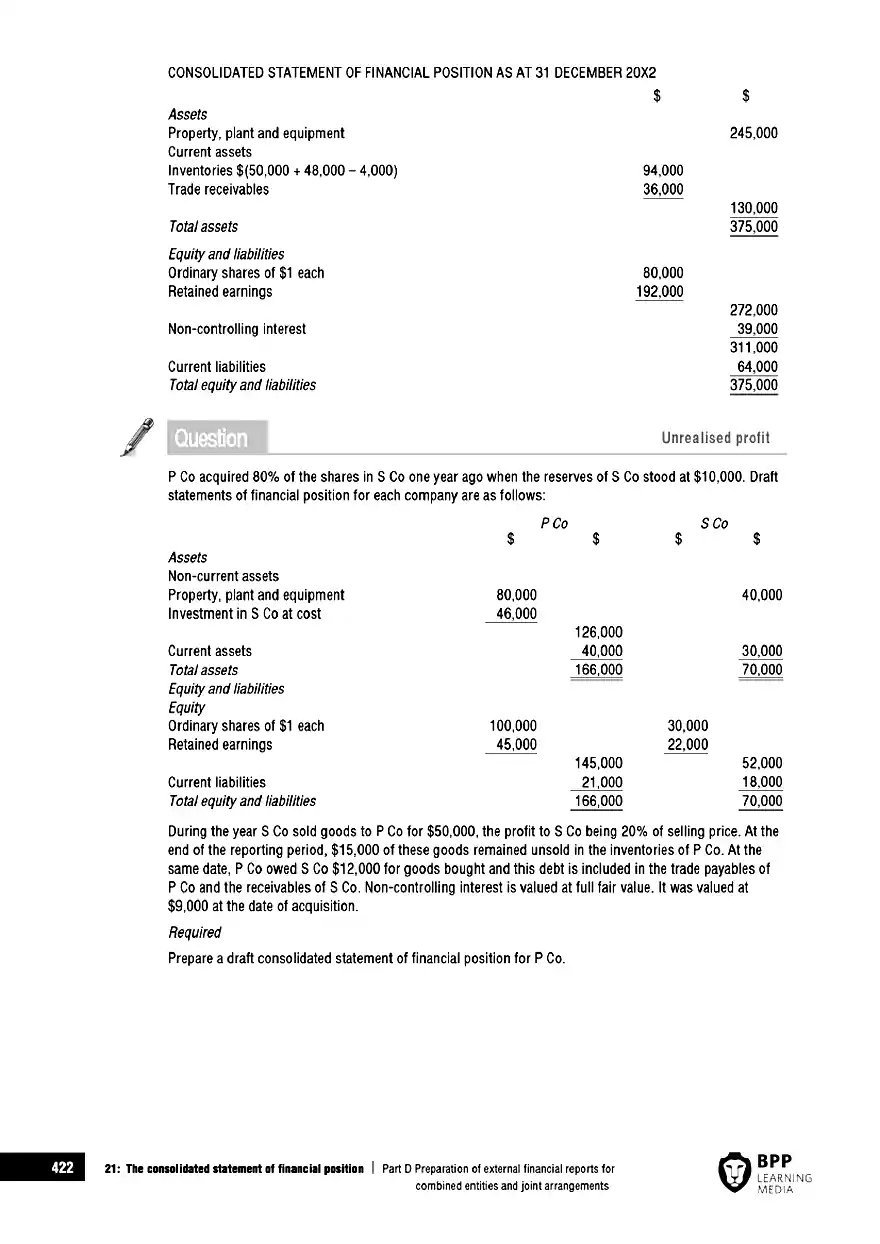 CONSOLIDATED STATEMENT OF FINANCIAL POSITION AS AT 31 DECEMBER 20X2
$ $
Assets
Property, plant and equipment 245,000
Current assets
Inventories $(50,000 + 48,000 – 4,000) 94,000
Trade receivables 36,000
130,000
Total assets 375,000
Equity and liabilities
Ordinary shares of $1 each 80,000
Retained earnings 192,000
272,000
Non-controlling interest 39,000
311,000
Current liabilities 64,000
Total equity and liabilities 375,000
Question Unrealised profit
P Co acquired 80% of the shares in S Co one year ago when the reserves of S Co stood at $10,000. Draft
statements of financial position for each company are as follows:
P Co S Co
$ $ $ $
Assets
Non-current assets
Property, plant and equipment 80,000 40,000
Investment in S Co at cost 46,000
126,000
Current assets 40,000 30,000
Total assets 166,000 70,000
Equity and liabilities
Equity
Ordinary shares of $1 each 100,000 30,000
Retained earnings 45,000 22,000
145,000 52,000
Current liabilities 21,000 18,000
Total equity and liabilities 166,000 70,000
During the year S Co sold goods to P Co for $50,000, the profit to S Co being 20% of selling price. At the
end of the reporting period, $15,000 of these goods remained unsold in the inventories of P Co. At the
same date, P Co owed S Co $12,000 for goods bought and this debt is included in the trade payables of
P Co and the receivables of S Co. Non-controlling interest is valued at full fair value. It was valued at
$9,000 at the date of acquisition.
Required
Prepare a draft consolidated statement of financial position for P Co.
422 21: The consolidated statement of financial position | Part D Preparation of external financial reports for
combined entities and joint arrangements
BPP
LEARNING
MEDIA